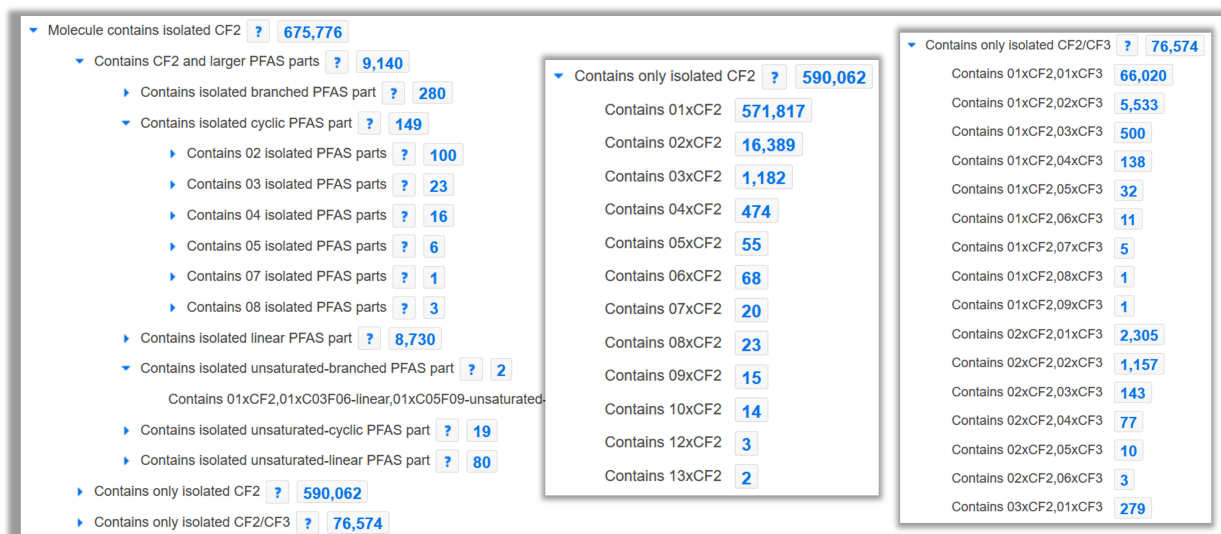 Molecule contains isolated CF2 ? 675,776
Contains CF2 and larger PFAS parts ? 9,140
Contains isolated branched PFAS part ? 280
Contains isolated cyclic PFAS part ? 149
Contains 02 isolated PFAS parts ? 100
Contains 03 isolated PFAS parts ? 23
Contains 04 isolated PFAS parts ? 16
Contains 05 isolated PFAS parts ? 6
Contains 07 isolated PFAS parts ? 1
Contains 08 isolated PFAS parts ? 3
Contains isolated linear PFAS part ? 8,730
Contains isolated unsaturated-branched PFAS part ? 2
Contains 01xCF2,01xC03F06-linear,01xC05F09-unsaturated-
Contains isolated unsaturated-cyclic PFAS part ? 19
Contains isolated unsaturated-linear PFAS part ? 80
Contains only isolated CF2 ? 590,062
Contains only isolated CF2/CF3 ? 76,574
Contains only isolated CF2 ? 590,062
Contains 01xCF2 571,817
Contains 02xCF2 16,389
Contains 03xCF2 1,182
Contains 04xCF2 474
Contains 05xCF2 55
Contains 06xCF2 68
Contains 07xCF2 20
Contains 08xCF2 23
Contains 09xCF2 15
Contains 10xCF2 14
Contains 12xCF2 3
Contains 13xCF2 2
Contains only isolated CF2/CF3 ? 76,574
Contains 01xCF2,01xCF3 66,020
Contains 01xCF2,02xCF3 5,533
Contains 01xCF2,03xCF3 500
Contains 01xCF2,04xCF3 138
Contains 01xCF2,05xCF3 32
Contains 01xCF2,06xCF3 11
Contains 01xCF2,07xCF3 5
Contains 01xCF2,08xCF3 1
Contains 01xCF2,09xCF3 1
Contains 02xCF2,01xCF3 2,305
Contains 02xCF2,02xCF3 1,157
Contains 02xCF2,03xCF3 143
Contains 02xCF2,04xCF3 77
Contains 02xCF2,05xCF3 10
Contains 02xCF2,06xCF3 3
Contains 03xCF2,01xCF3 279